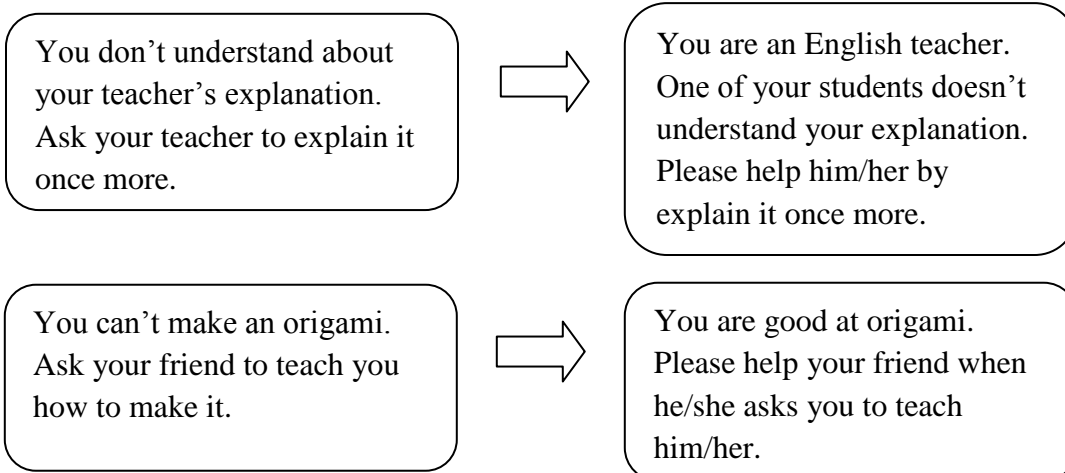 You don’t understand about
your teacher’s explanation.
Ask your teacher to explain it
once more.
You are an English teacher.
One of your students doesn’t
understand your explanation.
Please help him/her by
explain it once more.
You can’t make an origami.
Ask your friend to teach you
how to make it.
You are good at origami.
Please help your friend when
he/she asks you to teach
him/her.